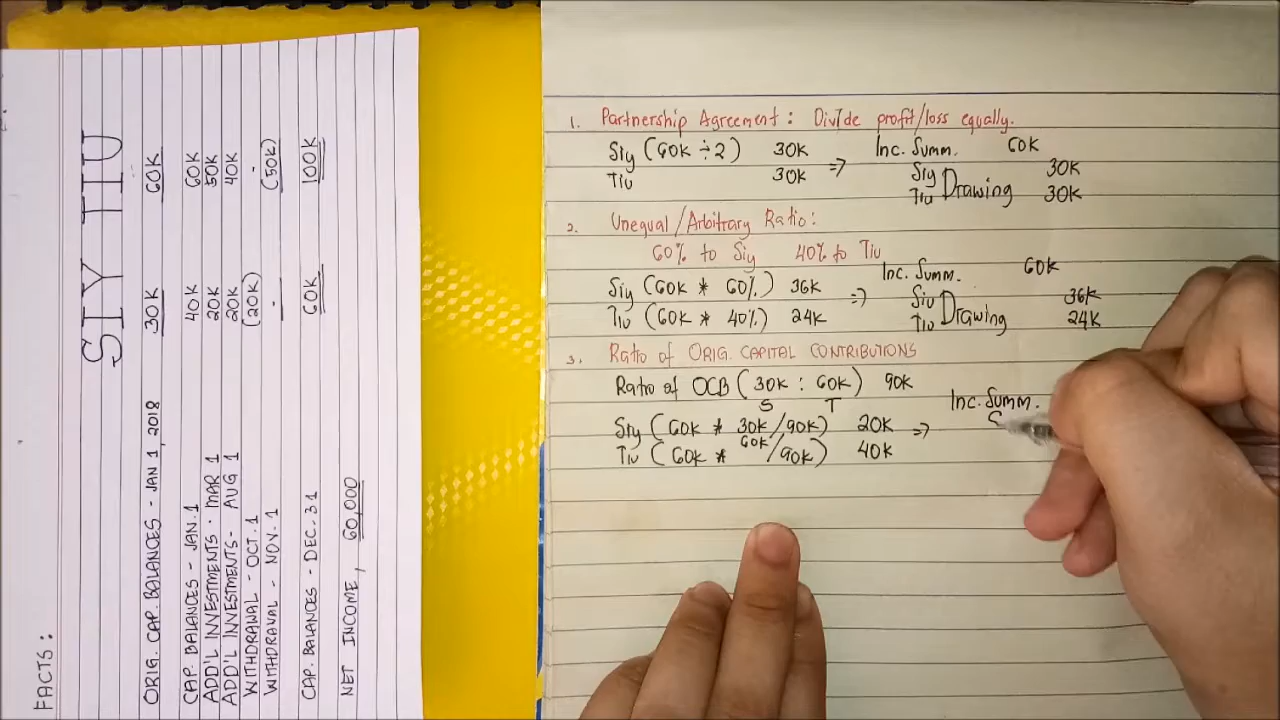 FACTS:
SIY TIU
ORIG. CAP. BALANCES - JAN 1, 2018 30K 60K
CAP. BALANCES - JAN. 1 40K 60K
ADD'L INVESTMENTS - MAR 1 20K 50K
ADD'L INVESTMENTS - AUG 1 20K 40K
WITHDRAWAL - OCT. 1 (20K) -
WITHDRAWAL - NOV. 1 - (50K)
CAP. BALANCES - DEC. 31 60K 100K
NET INCOME, 60,000
1. Partnership Agreement: Divide profit/loss equally.
Siy (60K ÷ 2) 30K => Inc. Summ. 60K
Tiu 30K Siy Drawing 30K
Tiu 30K
2. Unequal/Arbitrary Ratio:
60% to Siy 40% to Tiu
Siy (60K * 60%) 36K => Inc. Summ. 60K
Tiu (60K * 40%) 24K Siy Drawing 36K
Tiu 24K
3. Ratio of ORIG. CAPITAL CONTRIBUTIONS
Ratio of OCB (30K : 60K) 90K
S T
Siy (60K * 30K/90K) 20K => Inc. Summ.
Tiu (60K * 60K/90K) 40K S